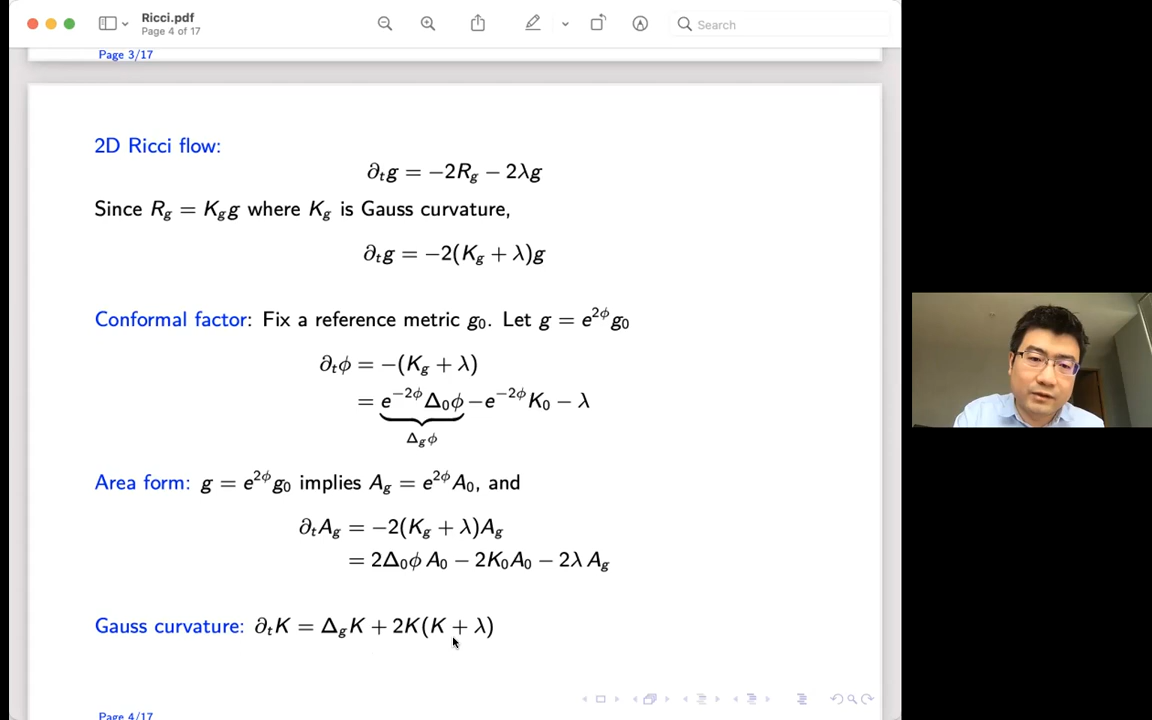 Ricci.pdf
Page 4 of 17
Search
Page 3/17
2D Ricci flow:
∂ₜg = −2R_g − 2λg
Since R_g = K_g g where K_g is Gauss curvature,
∂ₜg = −2(K_g + λ)g
Conformal factor: Fix a reference metric g₀. Let g = e^{2ϕ}g₀
∂ₜϕ = −(K_g + λ)
= e^{−2ϕ}Δ₀ϕ −e^{−2ϕ}K₀ − λ
Δ_gϕ
Area form: g = e^{2ϕ}g₀ implies A_g = e^{2ϕ}A₀, and
∂ₜA_g = −2(K_g + λ)A_g
= 2Δ₀ϕ A₀ − 2K₀A₀ − 2λ A_g
Gauss curvature: ∂ₜK = Δ_gK + 2K(K + λ)
Page 4/17